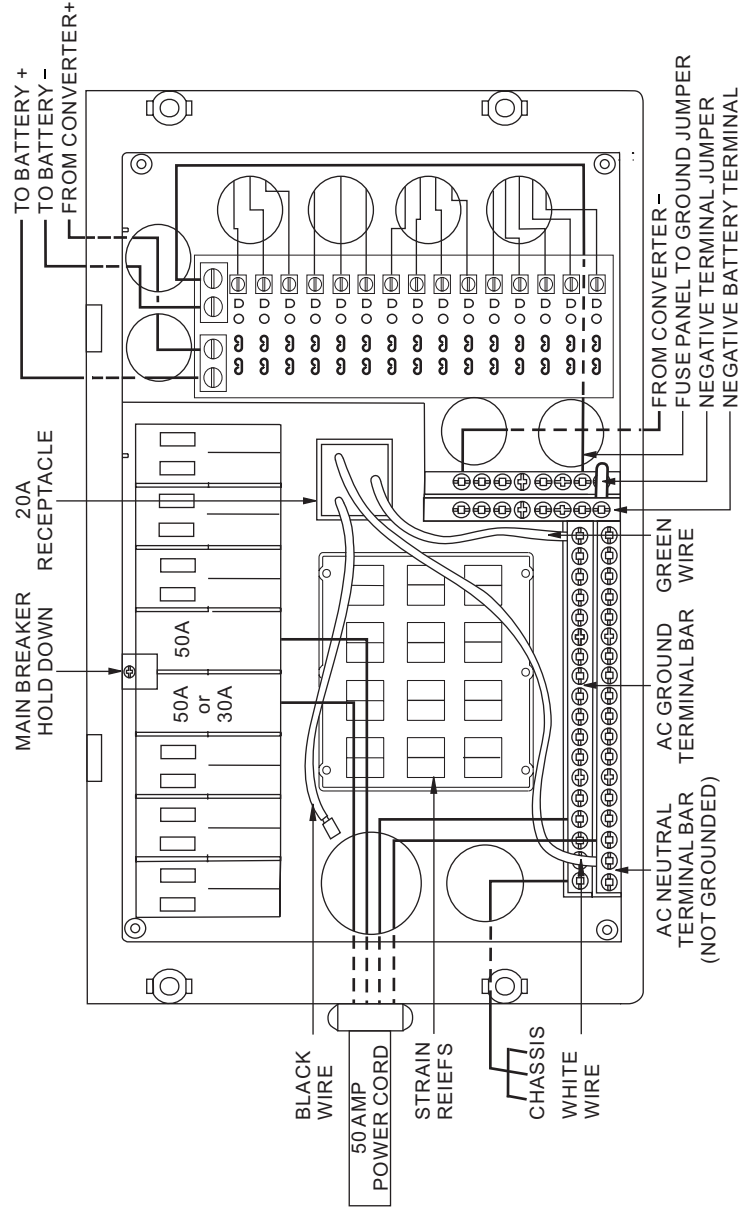 MAIN BREAKER
HOLD DOWN
20A
RECEPTACLE
TO BATTERY +
TO BATTERY -
FROM CONVERTER+
50A
or
30A
50A
BLACK
WIRE
50 AMP
POWER CORD
STRAIN
REIEFS
CHASSIS
WHITE
WIRE
AC NEUTRAL
TERMINAL BAR
(NOT GROUNDED)
AC GROUND
TERMINAL BAR
GREEN
WIRE
FROM CONVERTER-
FUSE PANEL TO GROUND JUMPER
NEGATIVE TERMINAL JUMPER
NEGATIVE BATTERY TERMINAL